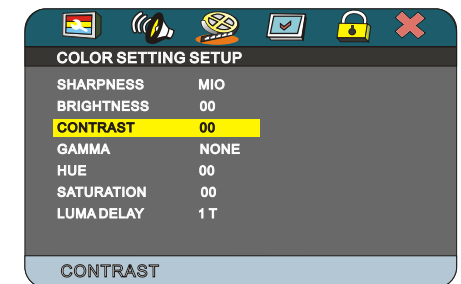 COLOR SETTING SETUP
SHARPNESS MIO
BRIGHTNESS 00
CONTRAST 00
GAMMA NONE
HUE 00
SATURATION 00
LUMA DELAY 1 T
CONTRAST